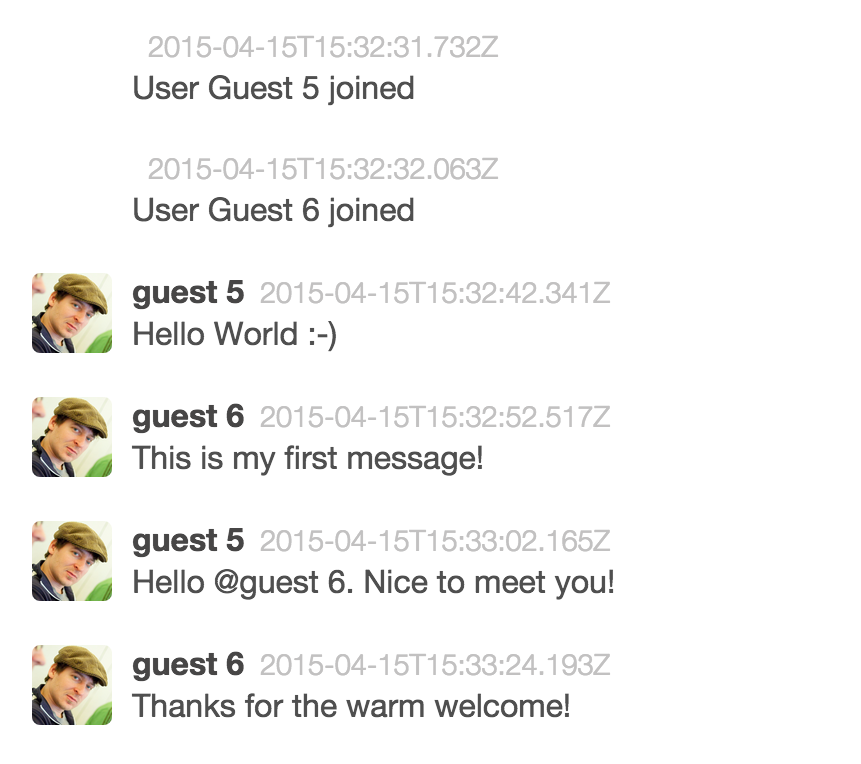 2015-04-15T15:32:31.732Z
User Guest 5 joined
2015-04-15T15:32:32.063Z
User Guest 6 joined
guest 5 2015-04-15T15:32:42.341Z
Hello World :-)
guest 6 2015-04-15T15:32:52.517Z
This is my first message!
guest 5 2015-04-15T15:33:02.165Z
Hello @guest 6. Nice to meet you!
guest 6 2015-04-15T15:33:24.193Z
Thanks for the warm welcome!